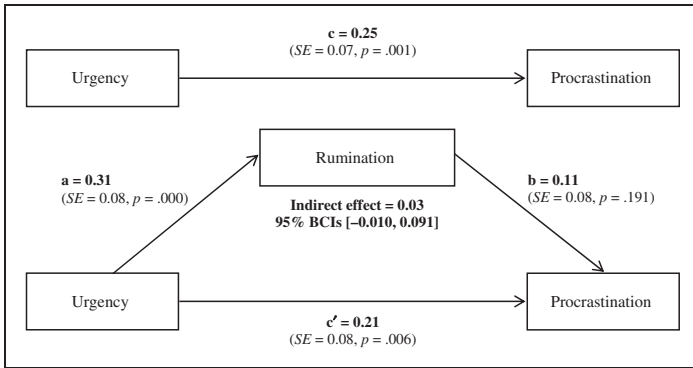 c = 0.25
(SE = 0.07, p = .001)
Urgency
Procrastination
Rumination
a = 0.31
(SE = 0.08, p = .000)
b = 0.11
(SE = 0.08, p = .191)
Indirect effect = 0.03
95% BCIs [–0.010, 0.091]
Urgency
Procrastination
c′ = 0.21
(SE = 0.08, p = .006)